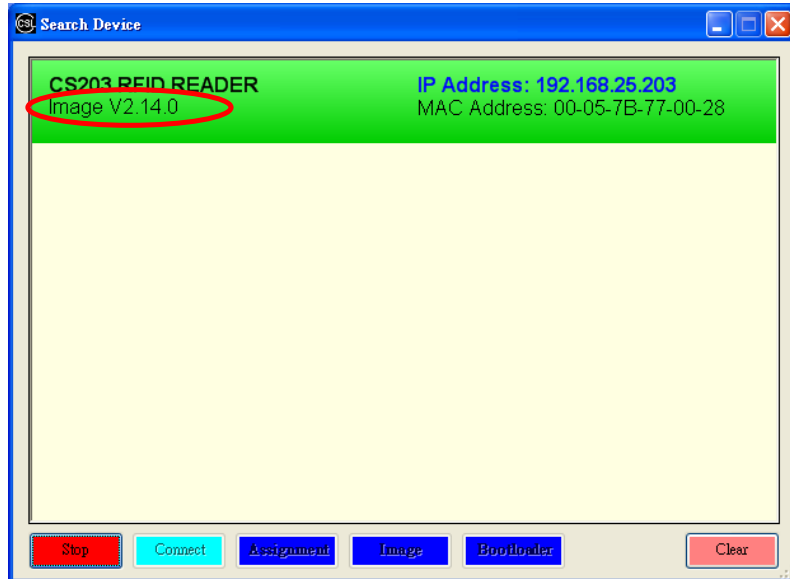 CSL Search Device
CS203 RFID READER
Image V2.14.0
IP Address: 192.168.25.203
MAC Address: 00-05-7B-77-00-28
Stop Connect Assignment Image Bootloader Clear